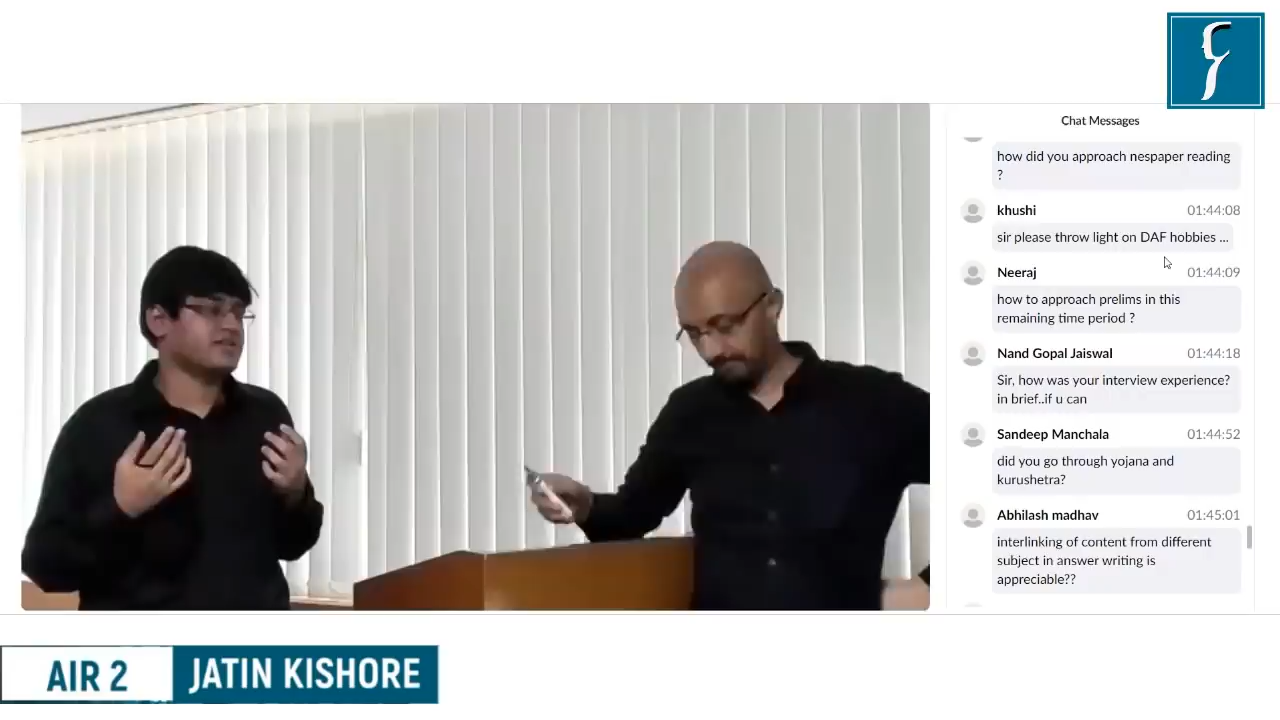 Chat Messages
how did you approach nespaper reading
?
khushi 01:44:08
sir please throw light on DAF hobbies ...
Neeraj 01:44:09
how to approach prelims in this
remaining time period ?
Nand Gopal Jaiswal 01:44:18
Sir, how was your interview experience?
in brief..if u can
Sandeep Manchala 01:44:52
did you go through yojana and
kurushetra?
Abhilash madhav 01:45:01
interlinking of content from different
subject in answer writing is
appreciable??
AIR 2 JATIN KISHORE